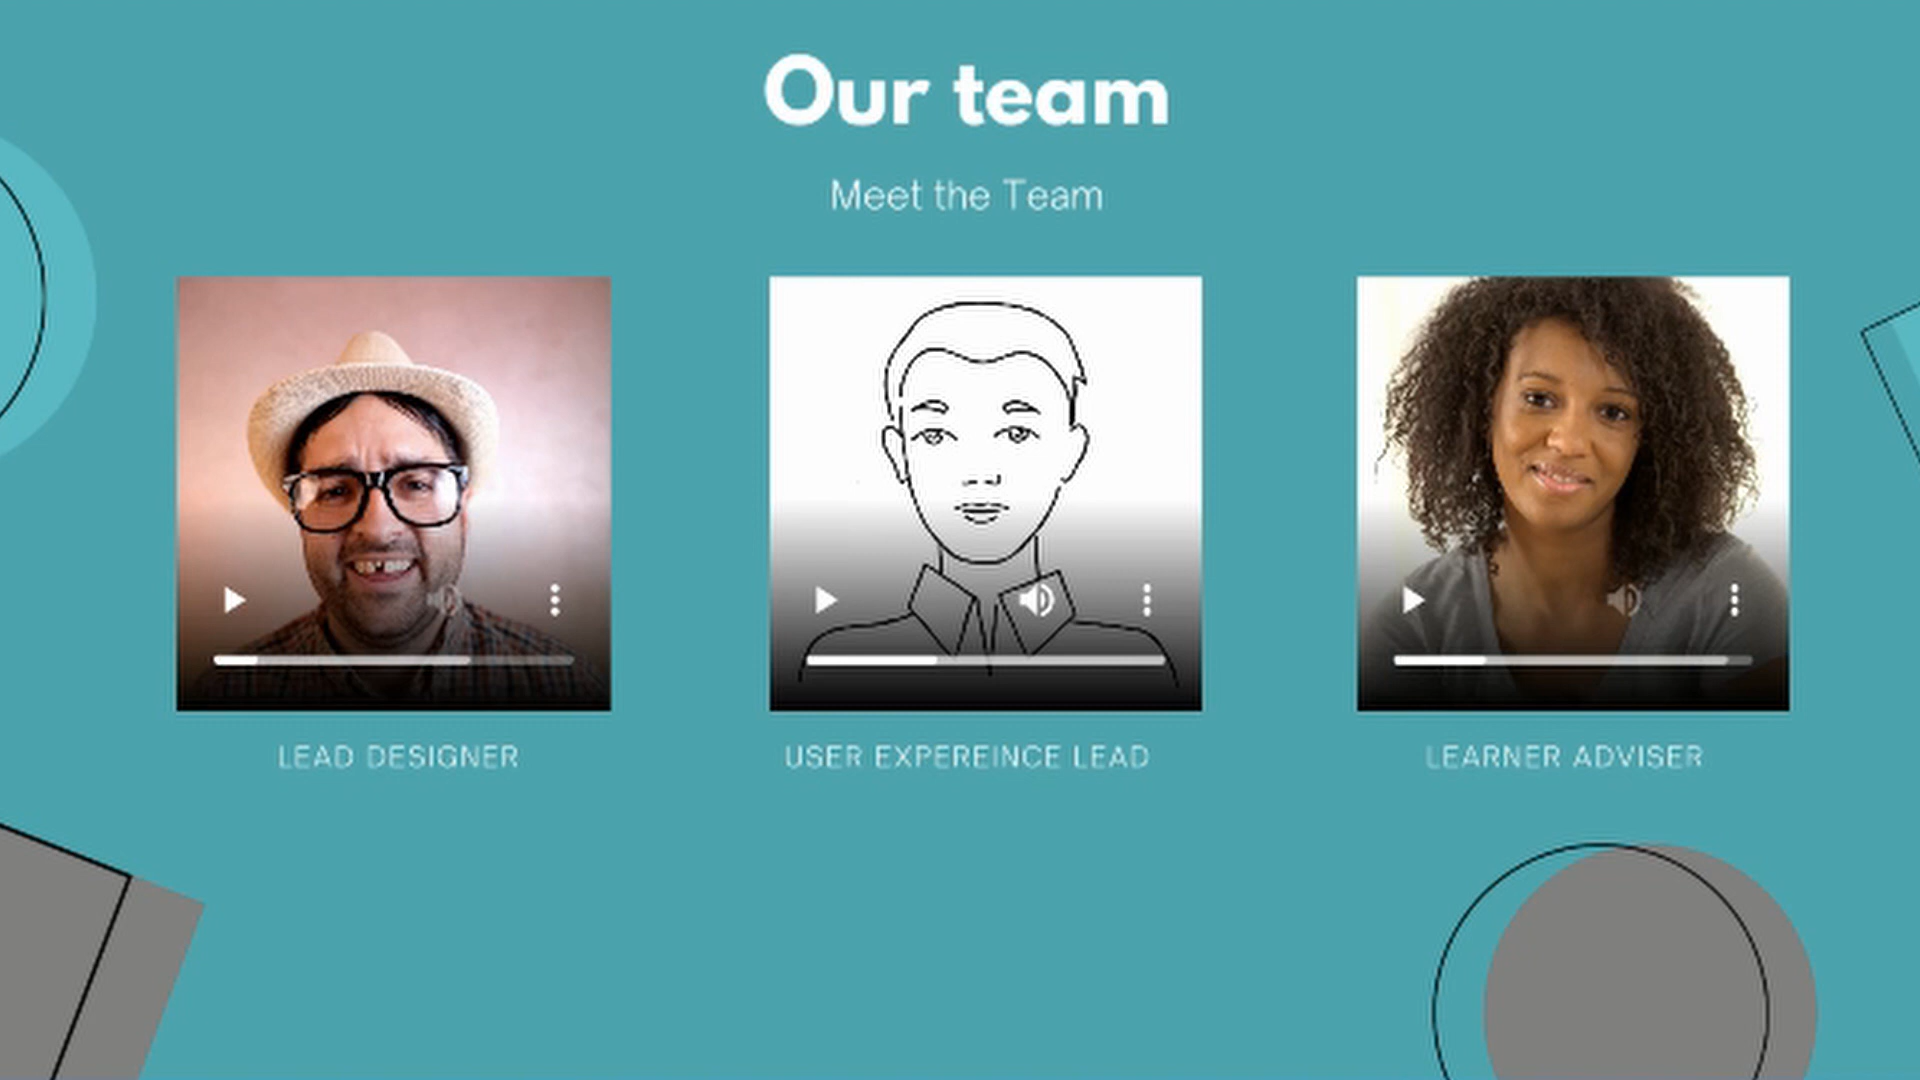 Our team
Meet the Team
LEAD DESIGNER
USER EXPEREINCE LEAD
LEARNER ADVISER